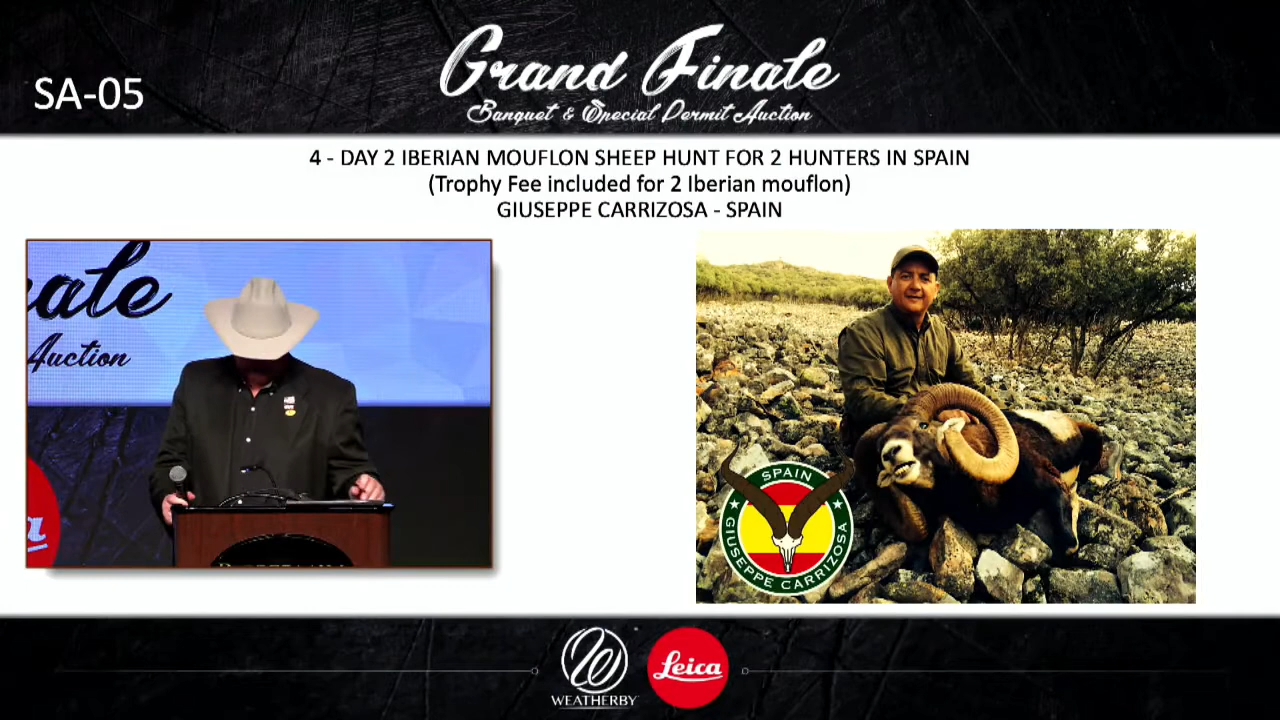 SA-05
Grand Finale
Banquet & Special Permit Auction
4 - DAY 2 IBERIAN MOUFLON SHEEP HUNT FOR 2 HUNTERS IN SPAIN
(Trophy Fee included for 2 Iberian mouflon)
GIUSEPPE CARRIZOSA - SPAIN
ale
Auction
SPAIN
GIUSEPPE CARRIZOSA
WEATHERBY
Leica